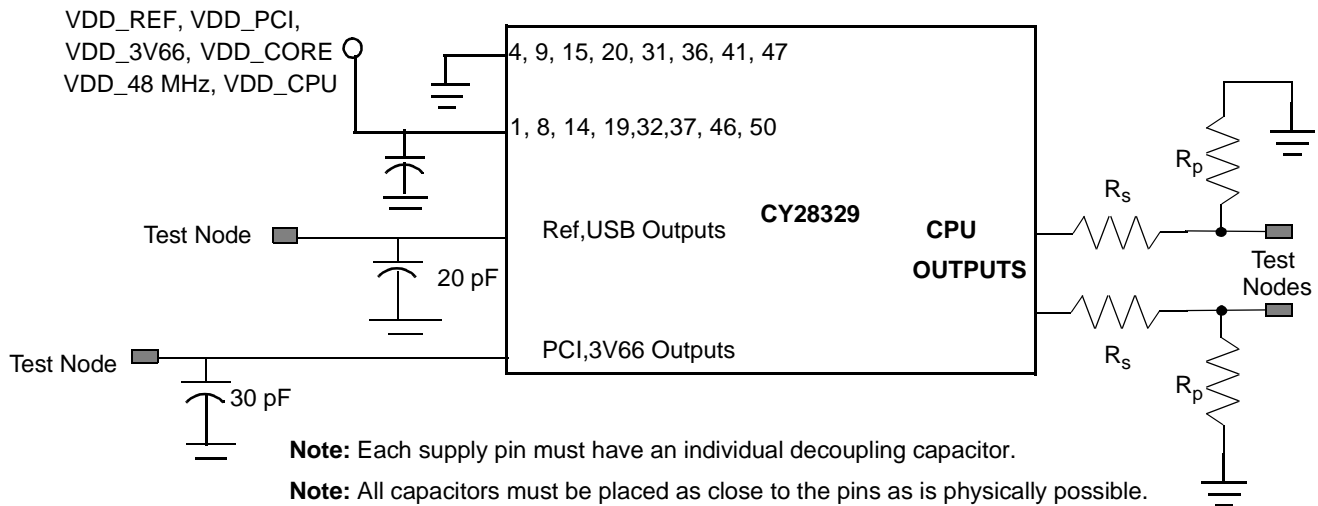 VDD_REF, VDD_PCI,
VDD_3V66, VDD_CORE
VDD_48 MHz, VDD_CPU
4, 9, 15, 20, 31, 36, 41, 47
1, 8, 14, 19,32,37, 46, 50
Test Node
Ref,USB Outputs
20 pF
CY28329
CPU
OUTPUTS
Rs
Rp
Test
Nodes
Test Node
PCI,3V66 Outputs
30 pF
Rs
Rp
Note: Each supply pin must have an individual decoupling capacitor.
Note: All capacitors must be placed as close to the pins as is physically possible.